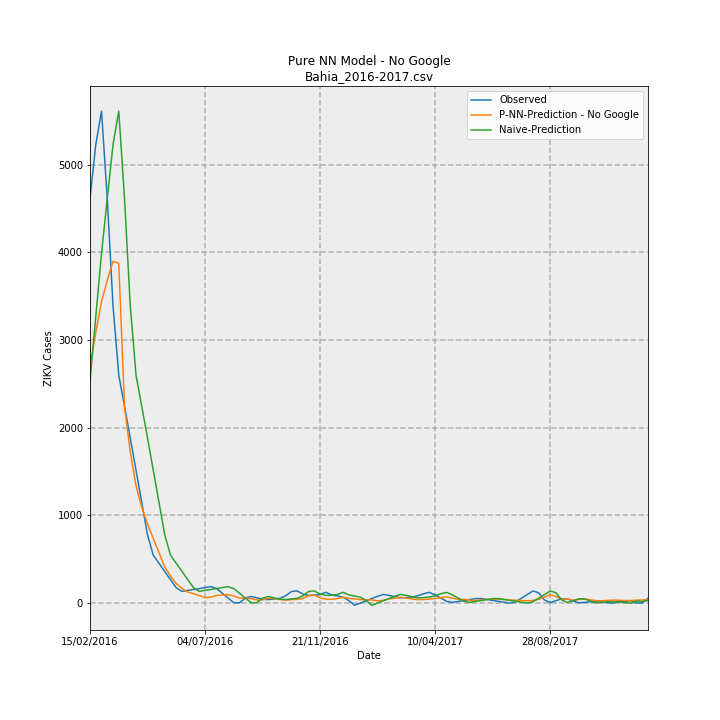 Pure NN Model - No Google
Bahia_2016-2017.csv
Observed
P-NN-Prediction - No Google
Naive-Prediction
5000
4000
3000
2000
1000
0
ZIKV Cases
15/02/2016
04/07/2016
21/11/2016
10/04/2017
28/08/2017
Date